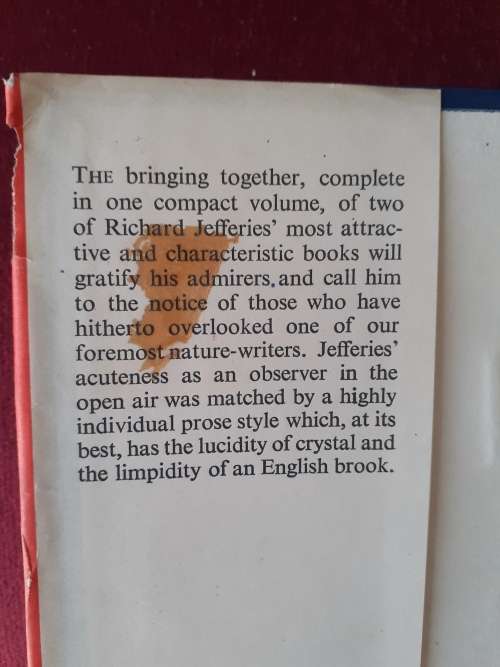 THE bringing together, complete
in one compact volume, of two
of Richard Jefferies' most attrac-
tive and characteristic books will
gratify his admirers, and call him
to the notice of those who have
hitherto overlooked one of our
foremost nature-writers. Jefferies'
acuteness as an observer in the
open air was matched by a highly
individual prose style which, at its
best, has the lucidity of crystal and
the limpidity of an English brook.